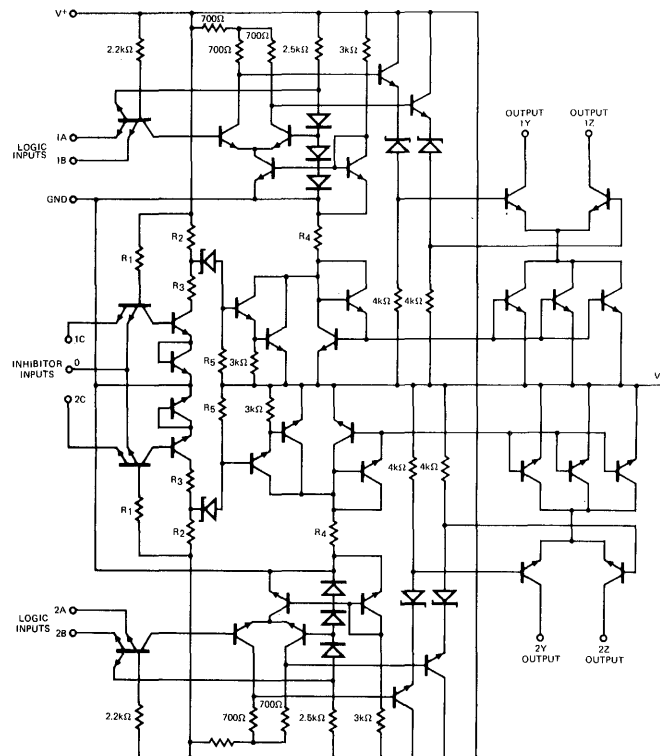 700Ω
V+
700Ω
700Ω
2.2kΩ
2.5kΩ
3kΩ
OUTPUT
1Y
OUTPUT
1Z
1A
LOGIC
INPUTS
1B
GND
R2
R4
R1
R3
4kΩ
4kΩ
1C
R5
3kΩ
INHIBITOR
INPUTS
0
V
2C
R5
3kΩ
4kΩ
4kΩ
R3
R1
R2
R4
2A
LOGIC
INPUTS
2B
2Y
OUTPUT
2Z
OUTPUT
2.2kΩ
700Ω
700Ω
2.5kΩ
3kΩ